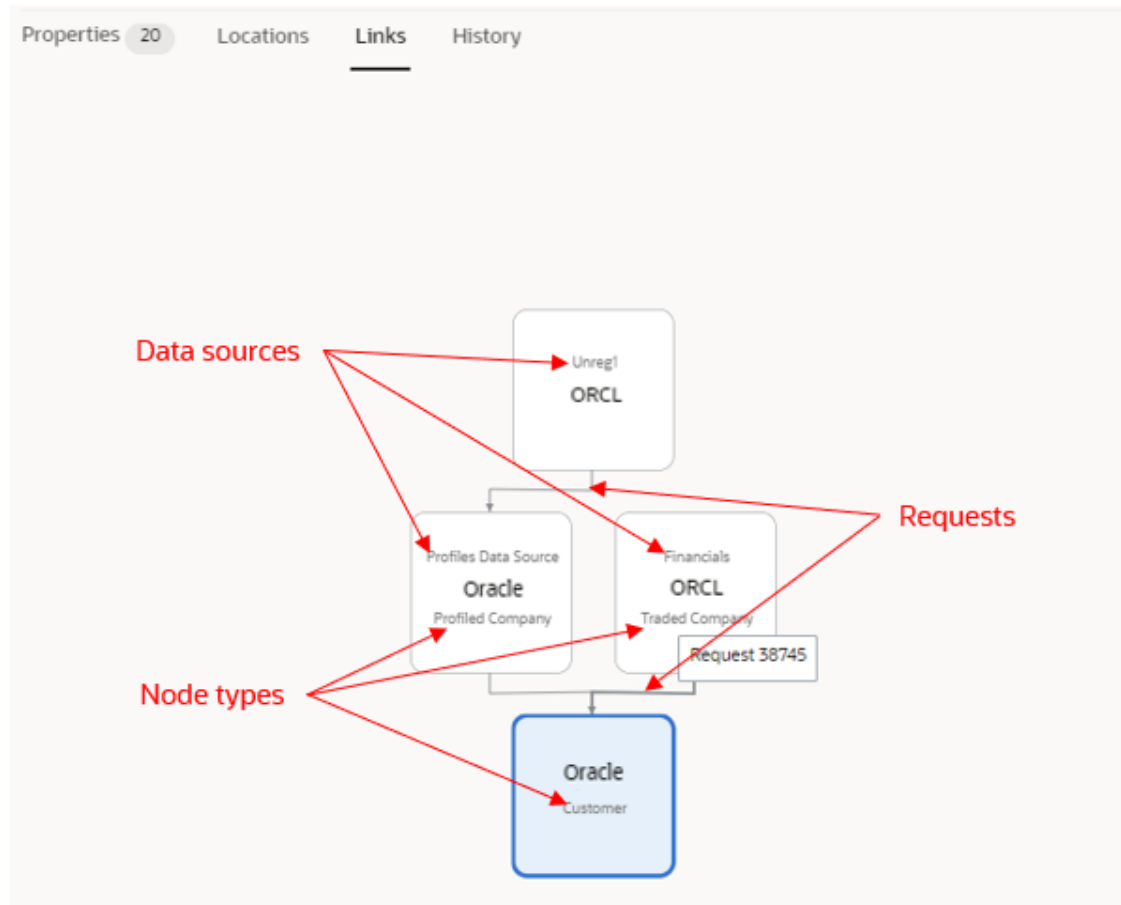 Properties 20 Locations Links History
Data sources
Unreg1
ORCL
Requests
Profiles Data Source
Oracle
Profiled Company
Financials
ORCL
Traded Company
Request 38745
Node types
Oracle
Customer